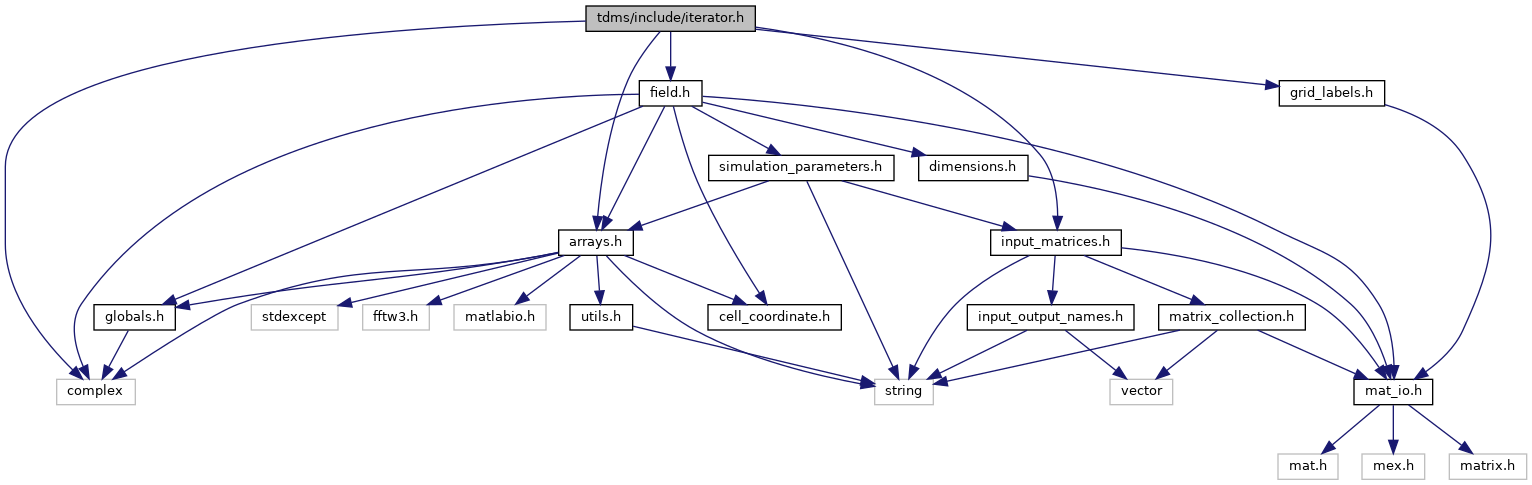 tdms/include/iterator.h
field.h
grid_labels.h
simulation_parameters.h
dimensions.h
arrays.h
input_matrices.h
globals.h
stdexcept
fftw3.h
matlabio.h
utils.h
cell_coordinate.h
input_output_names.h
matrix_collection.h
complex
string
vector
mat_io.h
mat.h
mex.h
matrix.h